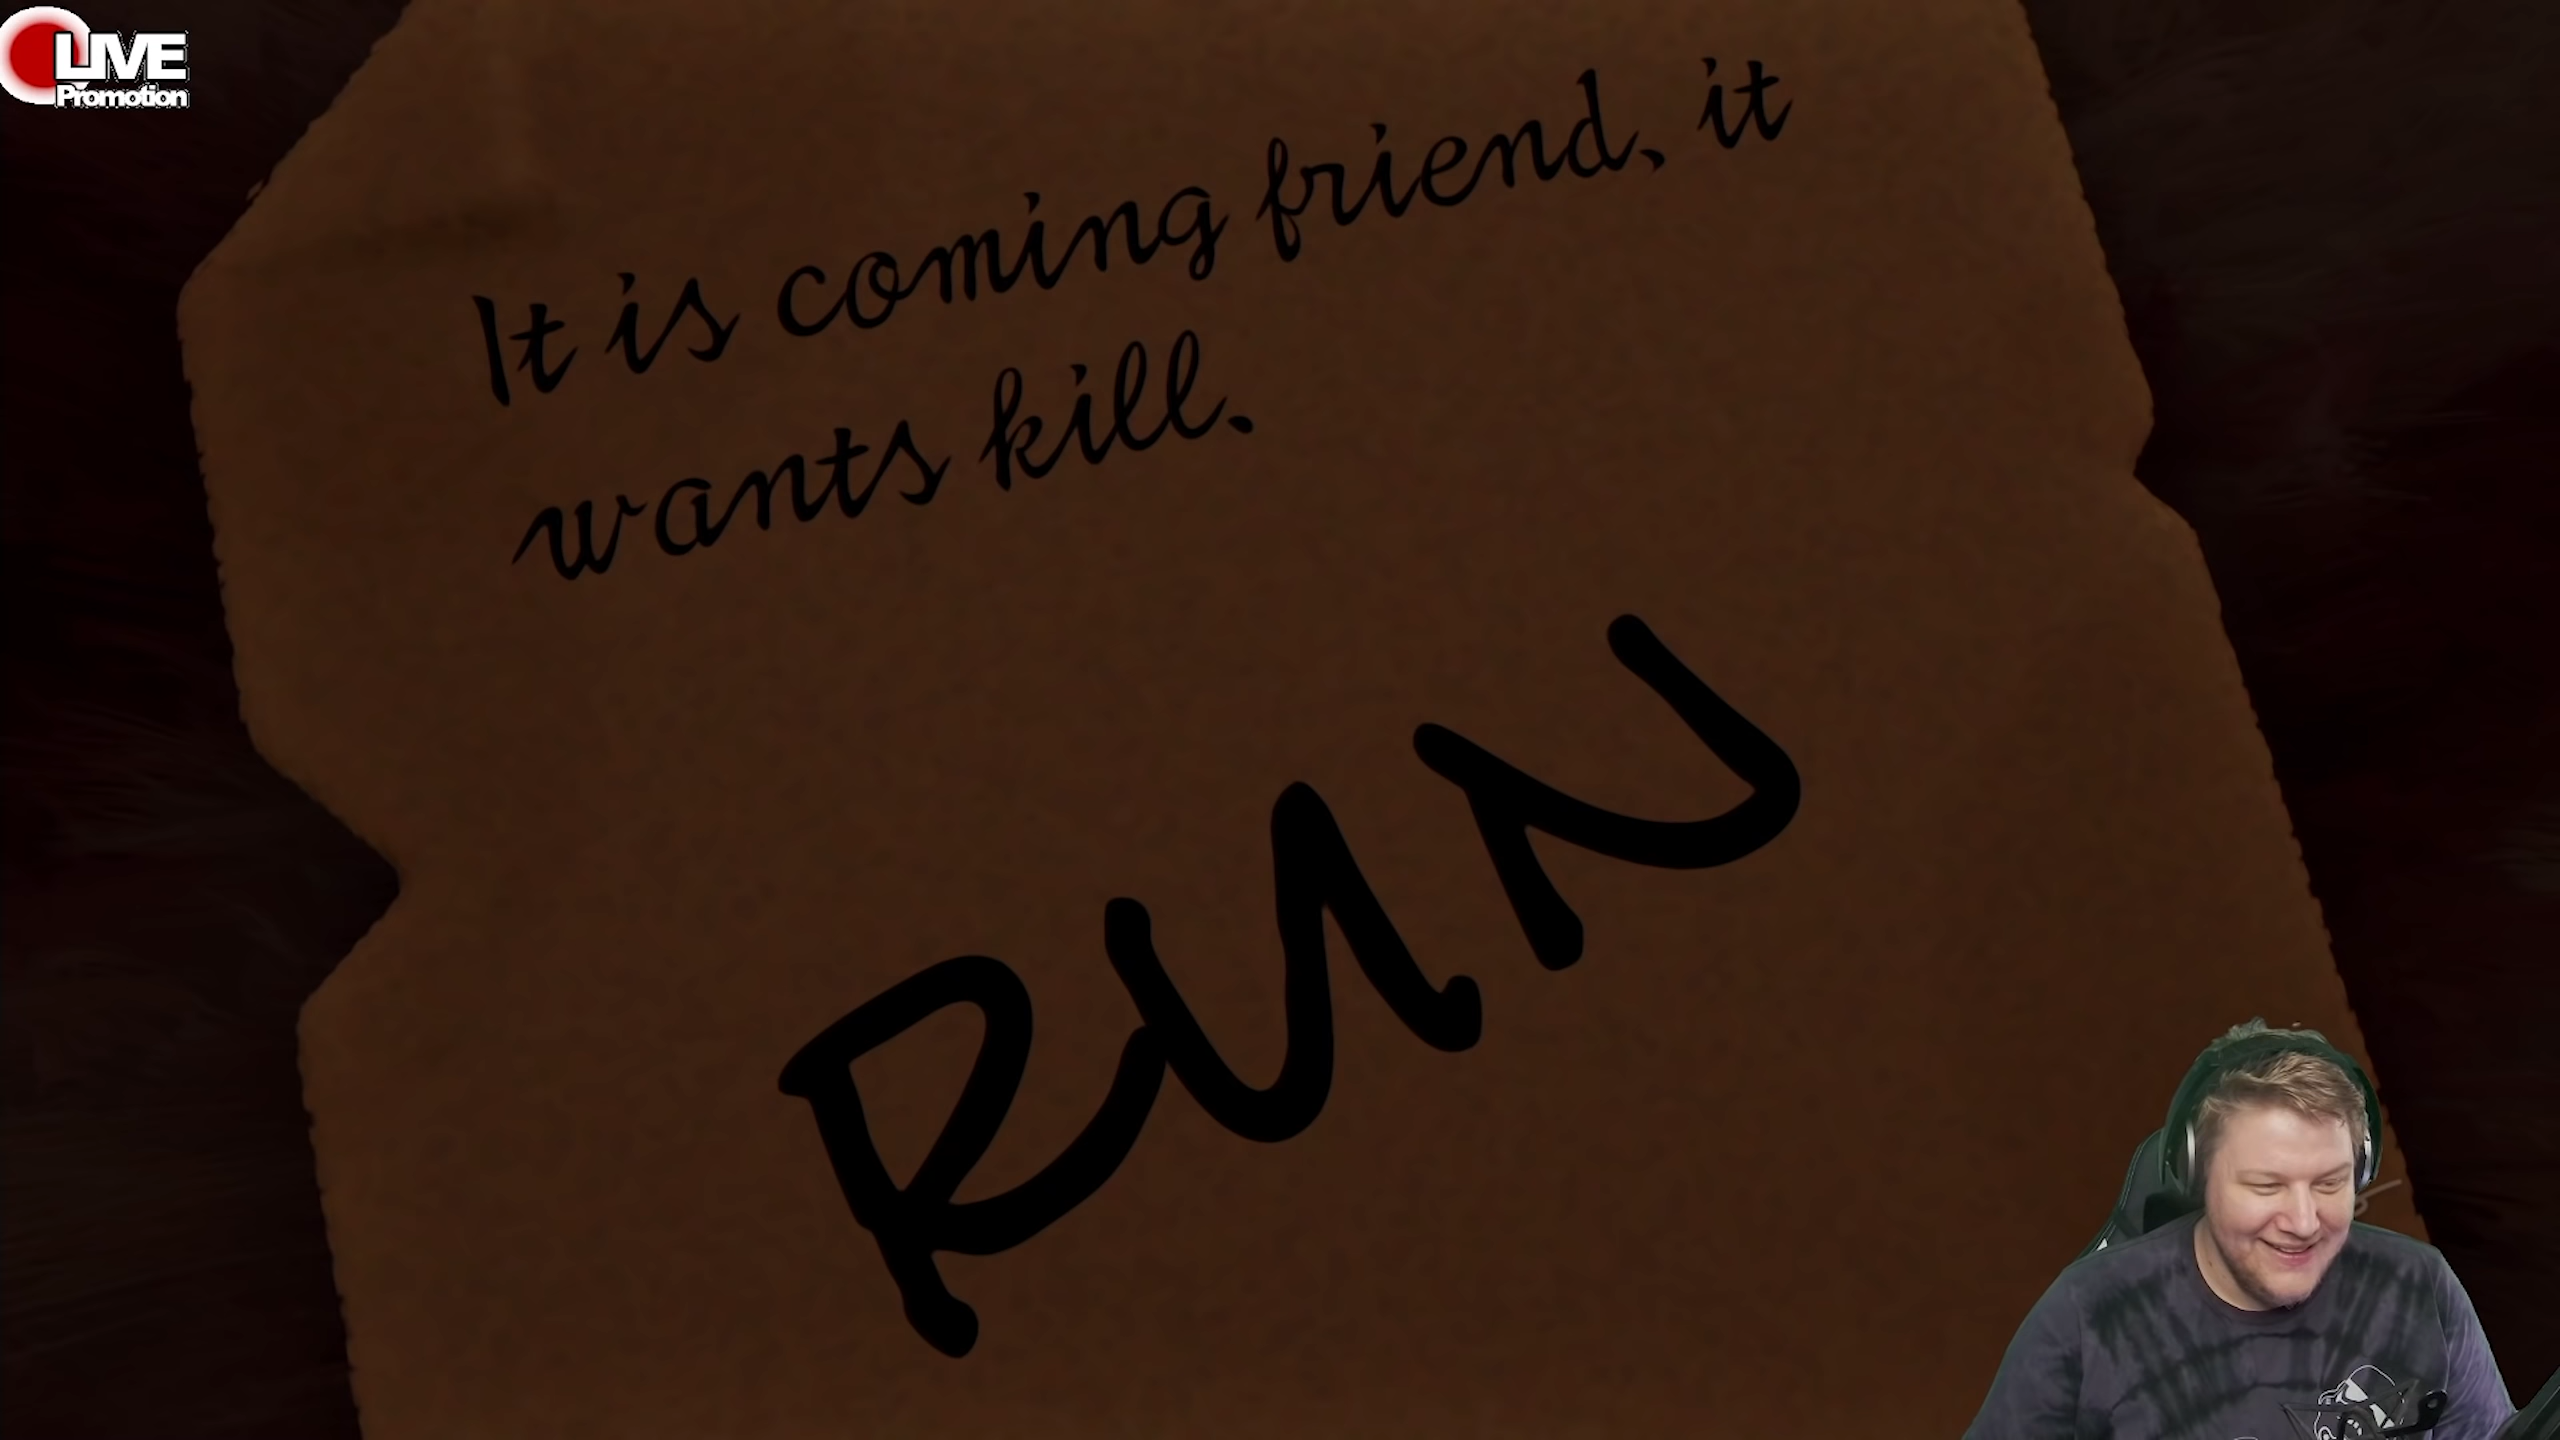 LIVE
Promotion
It is coming friend, it
wants kill.
RUN